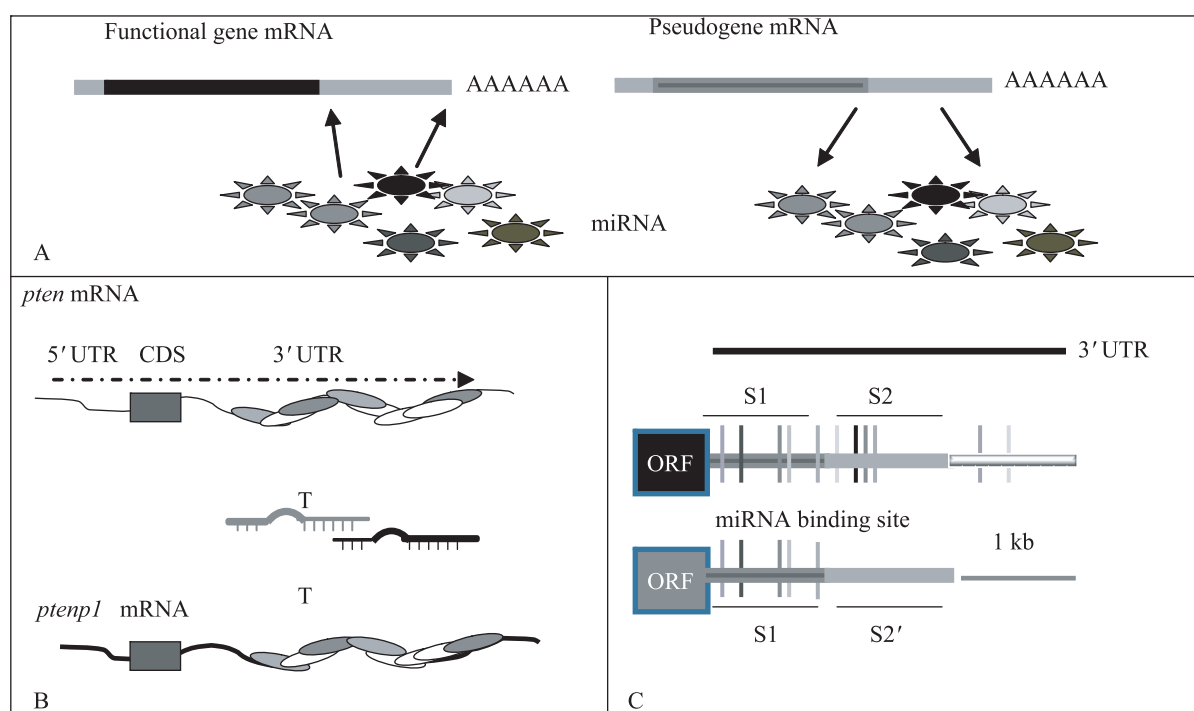 Functional gene mRNA
Pseudogene mRNA
AAAAAA
AAAAAA
miRNA
A
pten mRNA
5′ UTR CDS 3′ UTR
T
T
ptenp1 mRNA
B
3′ UTR
S1 S2
ORF
miRNA binding site
1 kb
ORF
S1 S2′
C